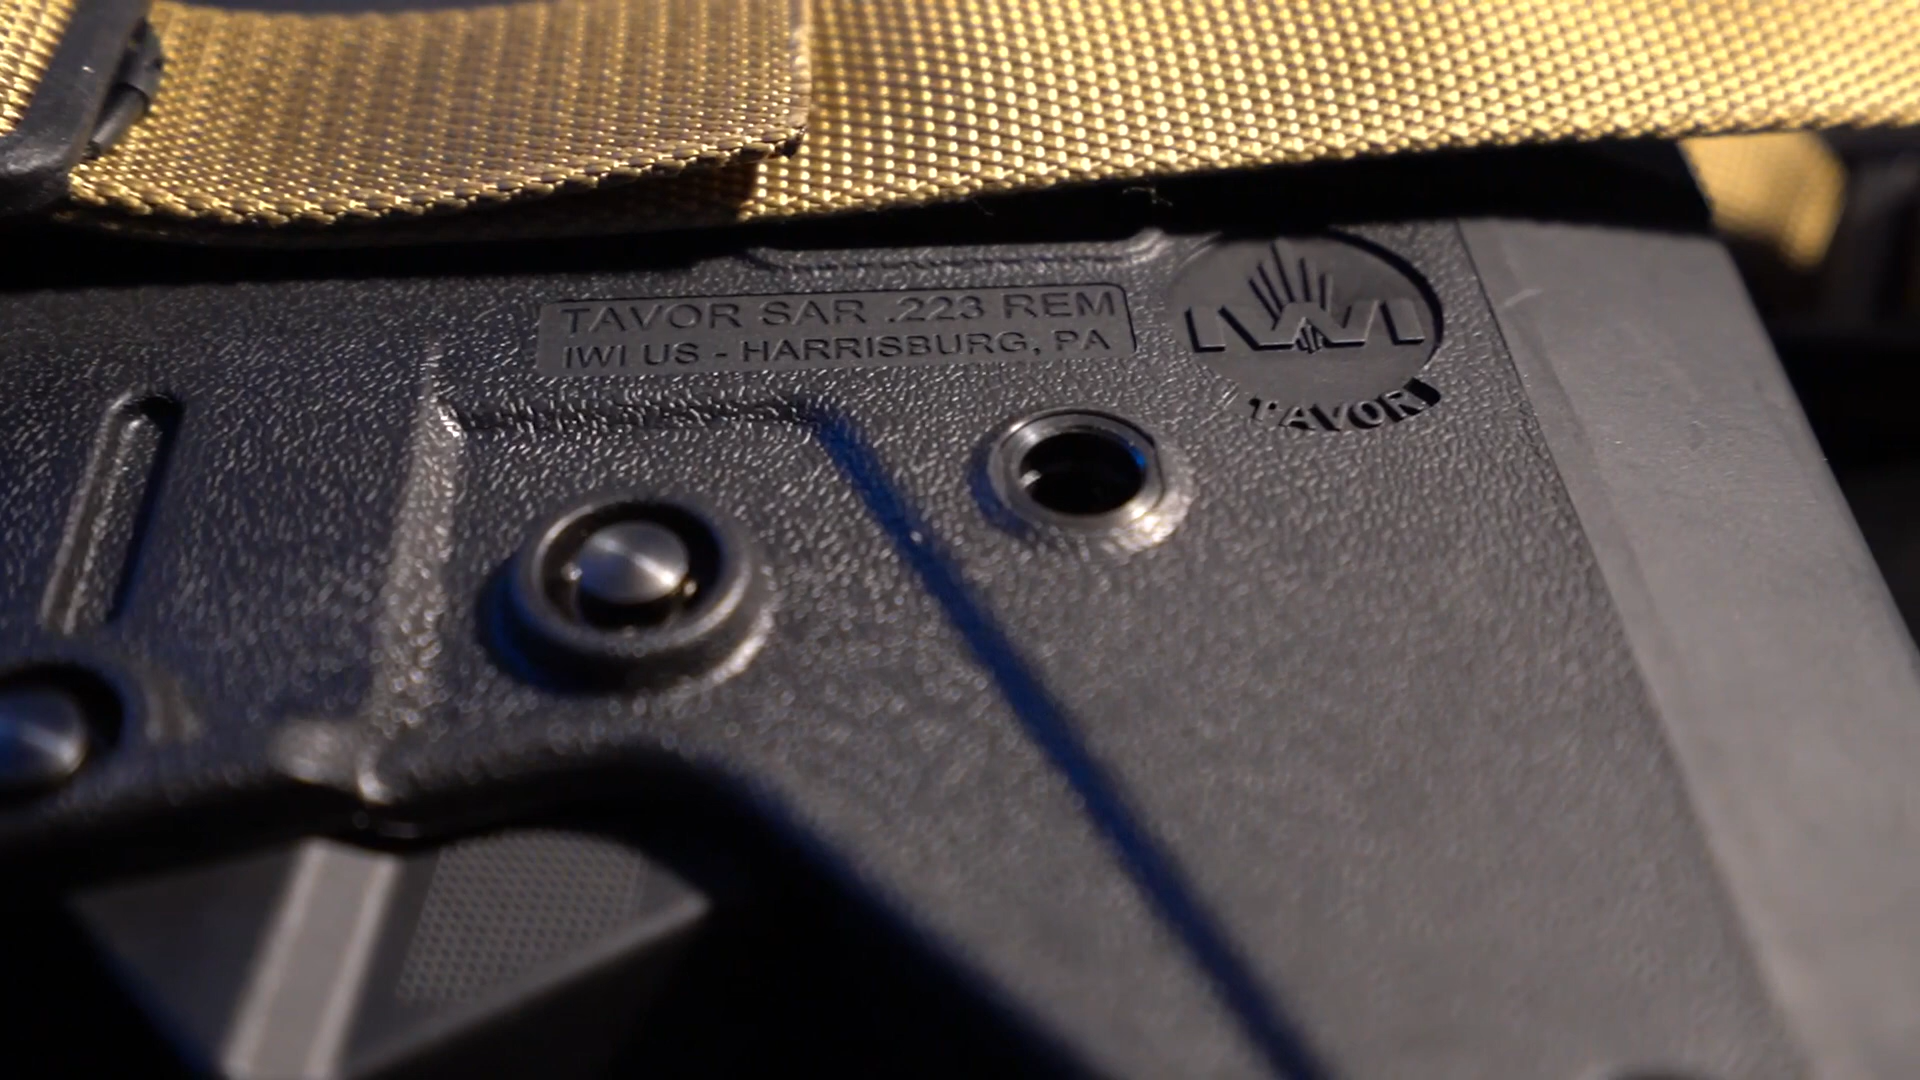 TAVOR SAR .223 REM
IWI US - HARRISBURG, PA
IWI
TAVOR